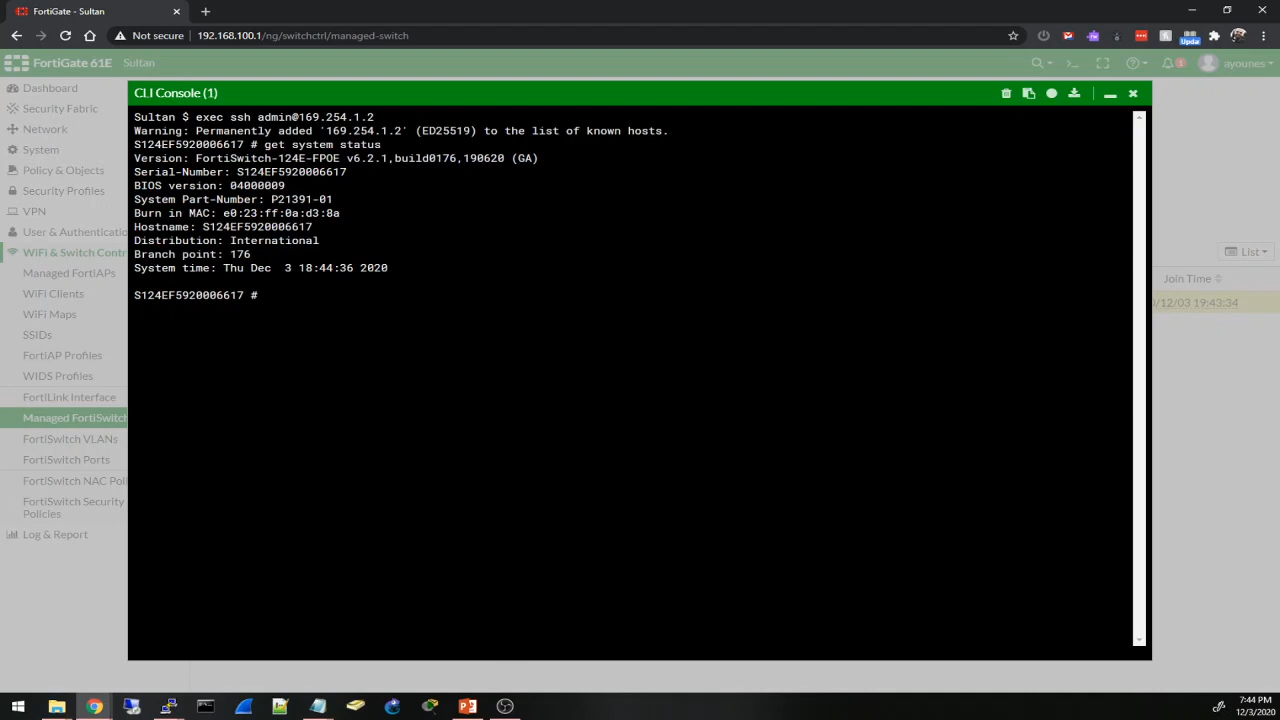 FortiGate - Sultan
Not secure
192.168.100.1/ng/switchctrl/managed-switch
Upda
FortiGate 61E
Sultan
ayounes
Dashboard
Security Fabric
Network
System
Policy & Objects
Security Profiles
VPN
User & Authenticatio
WiFi & Switch Contr
Managed FortiAPs
WiFi Clients
WiFi Maps
SSIDs
FortiAP Profiles
WIDS Profiles
FortiLink Interface
Managed FortiSwitch
FortiSwitch VLANs
FortiSwitch Ports
FortiSwitch NAC Pol
FortiSwitch Security
Policies
Log & Report
CLI Console (1)
Sultan $ exec ssh admin@169.254.1.2
Warning: Permanently added '169.254.1.2' (ED25519) to the list of known hosts.
S124EF5920006617 # get system status
Version: FortiSwitch-124E-FPOE v6.2.1,build0176,190620 (GA)
Serial-Number: S124EF5920006617
BIOS version: 04000009
System Part-Number: P21391-01
Burn in MAC: e0:23:ff:0a:d3:8a
Hostname: S124EF5920006617
Distribution: International
Branch point: 176
System time: Thu Dec  3 18:44:36 2020
S124EF5920006617 #
List
Join Time
/12/03 19:43:34
7:44 PM
12/3/2020